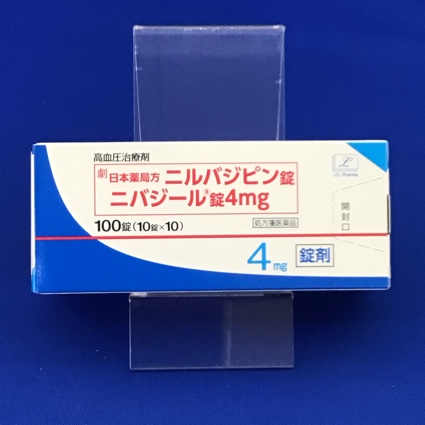 高血圧治療剤
劇 日本薬局方 ニルバジピン錠
ニバジール®錠4mg
100錠(10錠×10)
処方箋医薬品
開封口
L
LTL Pharma
4mg
錠剤